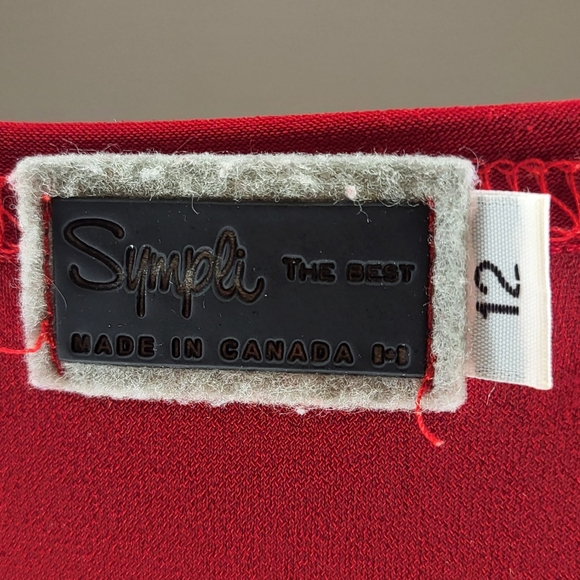 Sympli THE BEST
MADE IN CANADA
12